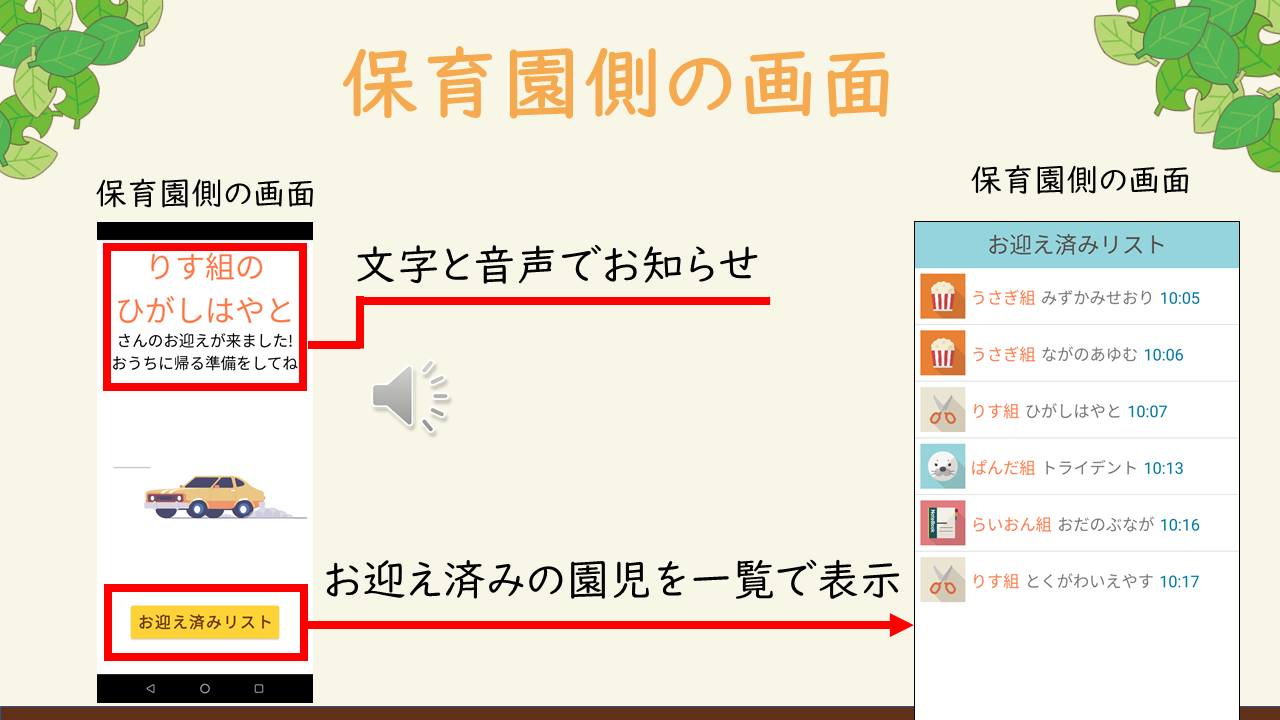 保育園側の画面
保育園側の画面
りす組の
ひがしはやと
さんのお迎えが来ました!
おうちに帰る準備をしてね
文字と音声でお知らせ
お迎え済みの園児を一覧で表示
お迎え済みリスト
保育園側の画面
お迎え済みリスト
うさぎ組 みずかみせおり 10:05
うさぎ組 ながのあゆむ 10:06
りす組 ひがしはやと 10:07
ぱんだ組 トライデント 10:13
らいおん組 おだのぶなが 10:16
りす組 とくがわいえやす 10:17